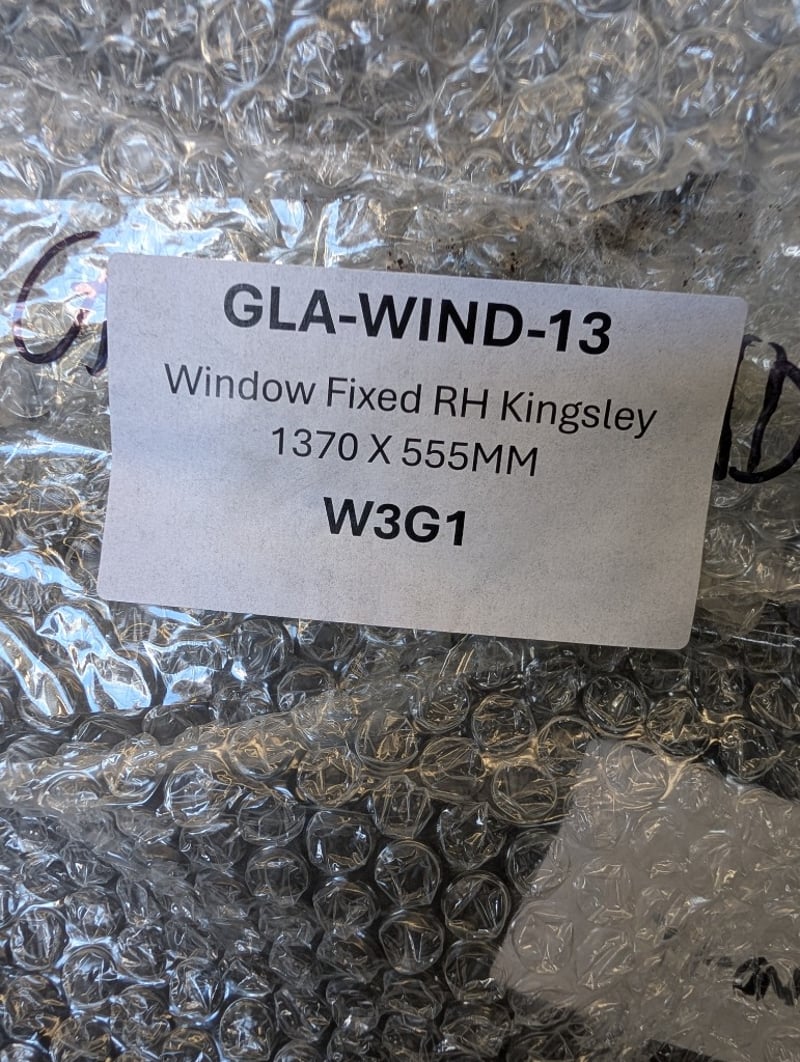 GLA-WIND-13
Window Fixed RH Kingsley
1370 X 555MM
W3G1